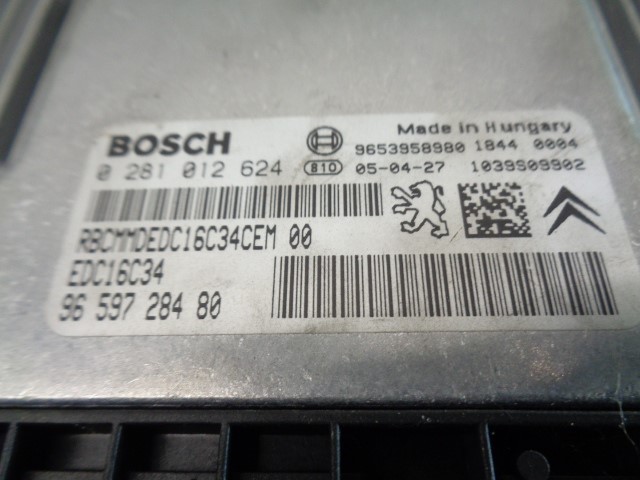 BOSCH
Made in Hungary
9653958980 1844 0004
0 281 012 624
810 05-04-27 1039S09902
RBCMMDEDC16C34CEM 00
EDC16C34
96 597 284 80